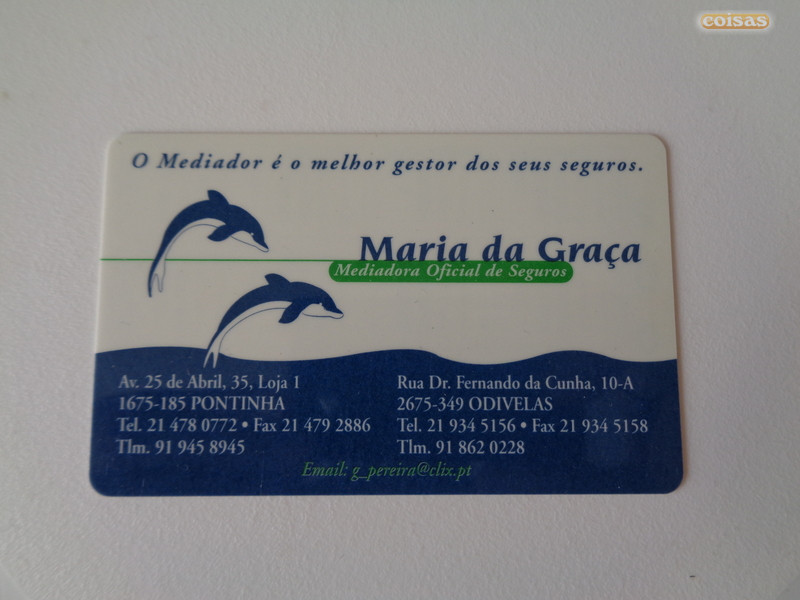 coisas
O Mediador é o melhor gestor dos seus seguros.
Maria da Graça
Mediadora Oficial de Seguros
Av. 25 de Abril, 35, Loja 1
1675-185 PONTINHA
Tel. 21 478 0772 • Fax 21 479 2886
Tlm. 91 945 8945
Rua Dr. Fernando da Cunha, 10-A
2675-349 ODIVELAS
Tel. 21 934 5156 • Fax 21 934 5158
Tlm. 91 862 0228
Email: g_pereira@clix.pt